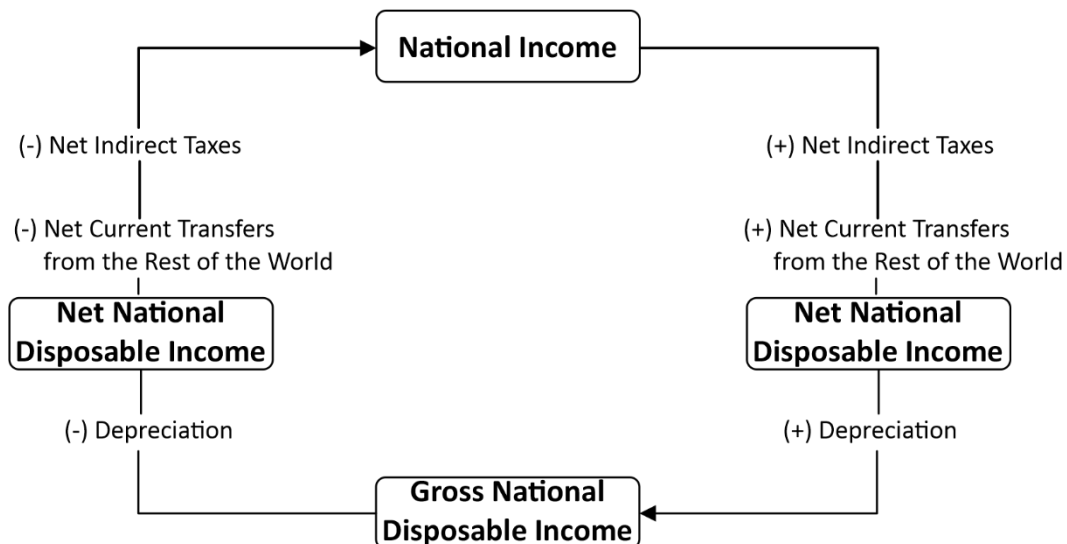 National Income
(-) Net Indirect Taxes
(+) Net Indirect Taxes
(-) Net Current Transfers
from the Rest of the World
(+) Net Current Transfers
from the Rest of the World
Net National
Disposable Income
Net National
Disposable Income
(-) Depreciation
(+) Depreciation
Gross National
Disposable Income